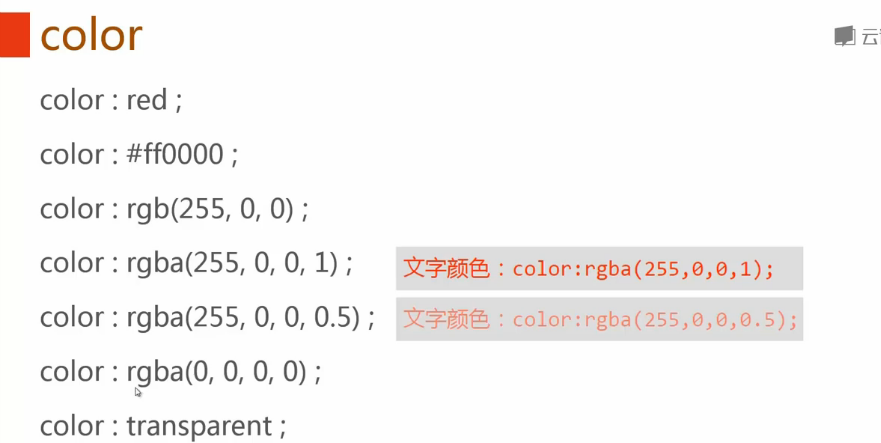 color
云
color : red ;
color : #ff0000 ;
color : rgb(255, 0, 0) ;
color : rgba(255, 0, 0, 1) ;
文字颜色：color:rgba(255,0,0,1);
color : rgba(255, 0, 0, 0.5) ;
文字颜色：color:rgba(255,0,0,0.5);
color : rgba(0, 0, 0, 0) ;
color : transparent ;